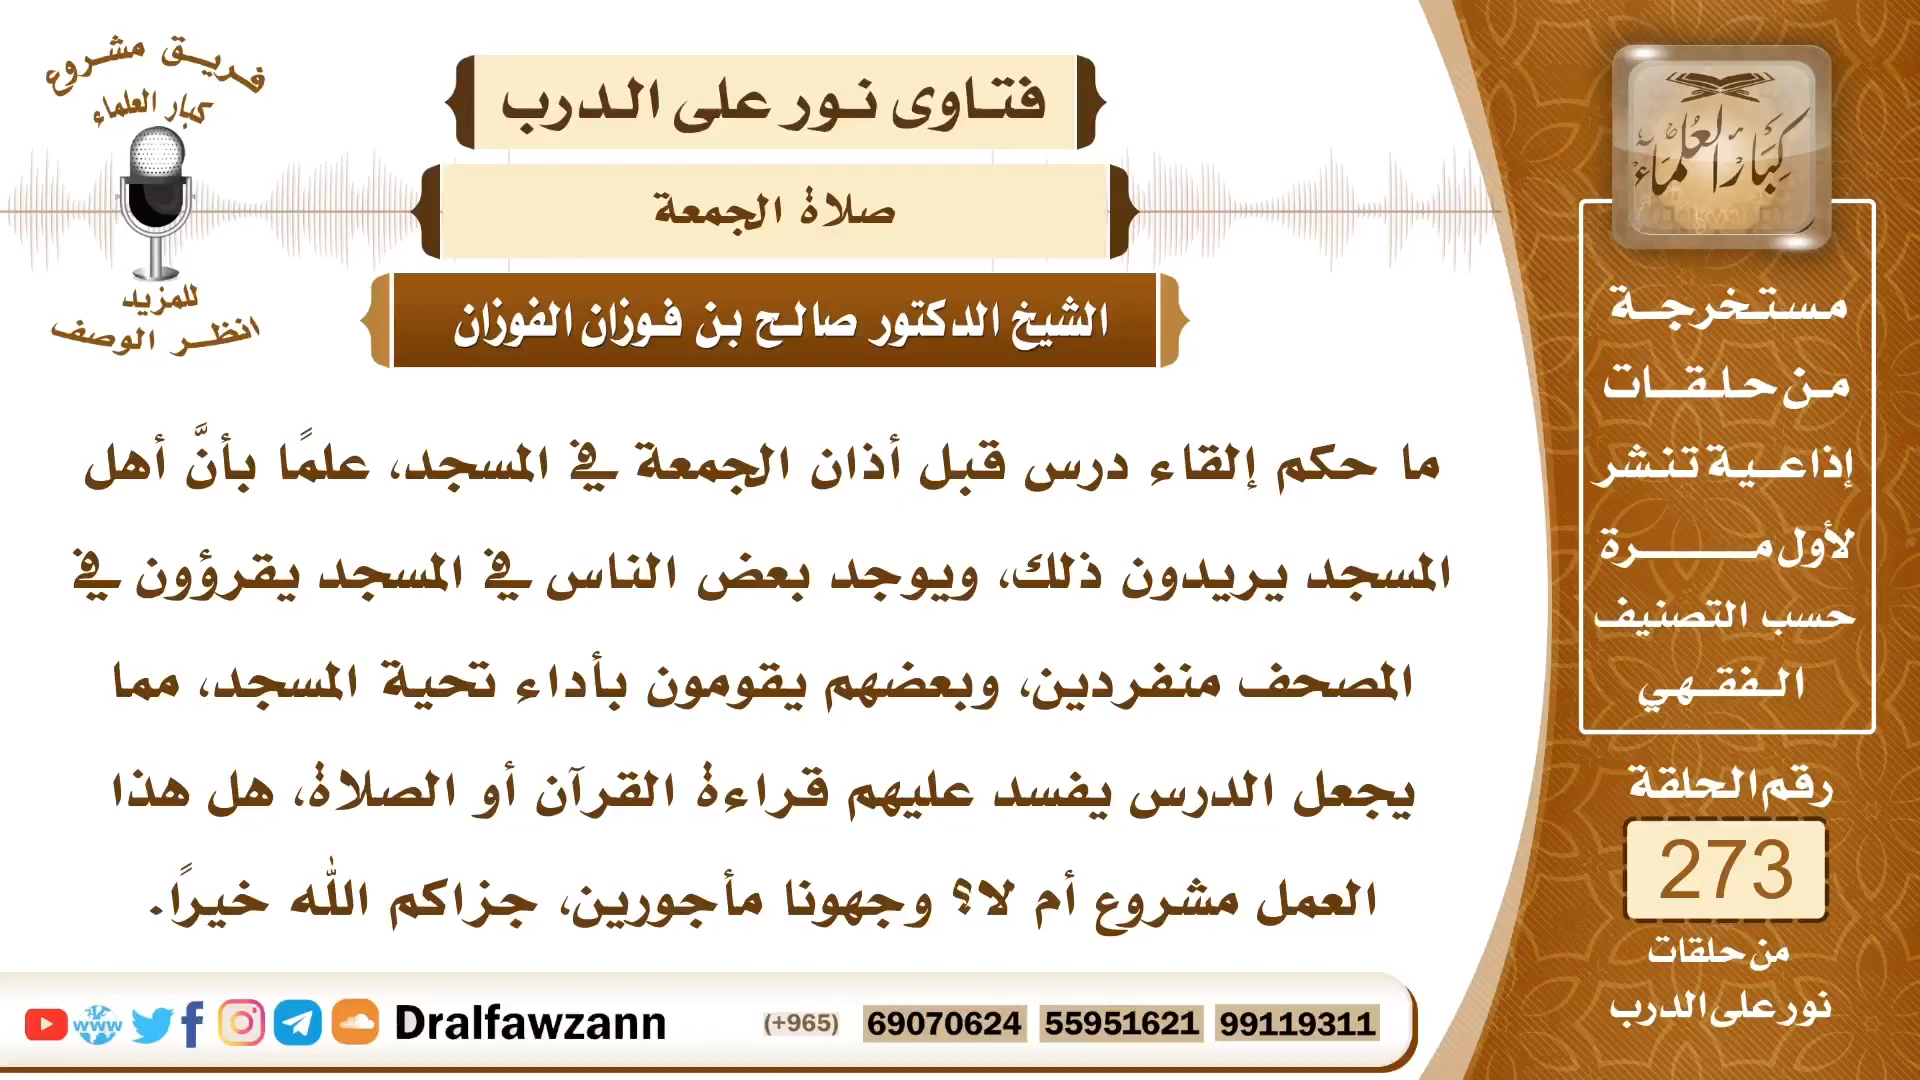 فريق مشروع
كبار العلماء
للمزيد
انظر الوصف
فتاوى نور على الدرب
صلاة الجمعة
الشيخ الدكتور صالح بن فوزان الفوزان
ما حكم إلقاء درس قبل أذان الجمعة في المسجد، علمًا بأنَّ أهل
المسجد يريدون ذلك، ويوجد بعض الناس في المسجد يقرؤون في
المصحف منفردين، وبعضهم يقومون بأداء تحية المسجد، مما
يجعل الدرس يفسد عليهم قراءة القرآن أو الصلاة، هل هذا
العمل مشروع أم لا؟ وجهونا مأجورين، جزاكم الله خيرًا.
كِبَار العُلَمَاء
مستخرجة
من حلقات
إذاعية تنشر
لأول مرة
حسب التصنيف
الفقهي
رقم الحلقة
273
من حلقات
نور على الدرب
www
Dralfawzann
(+965) 69070624 55951621 99119311